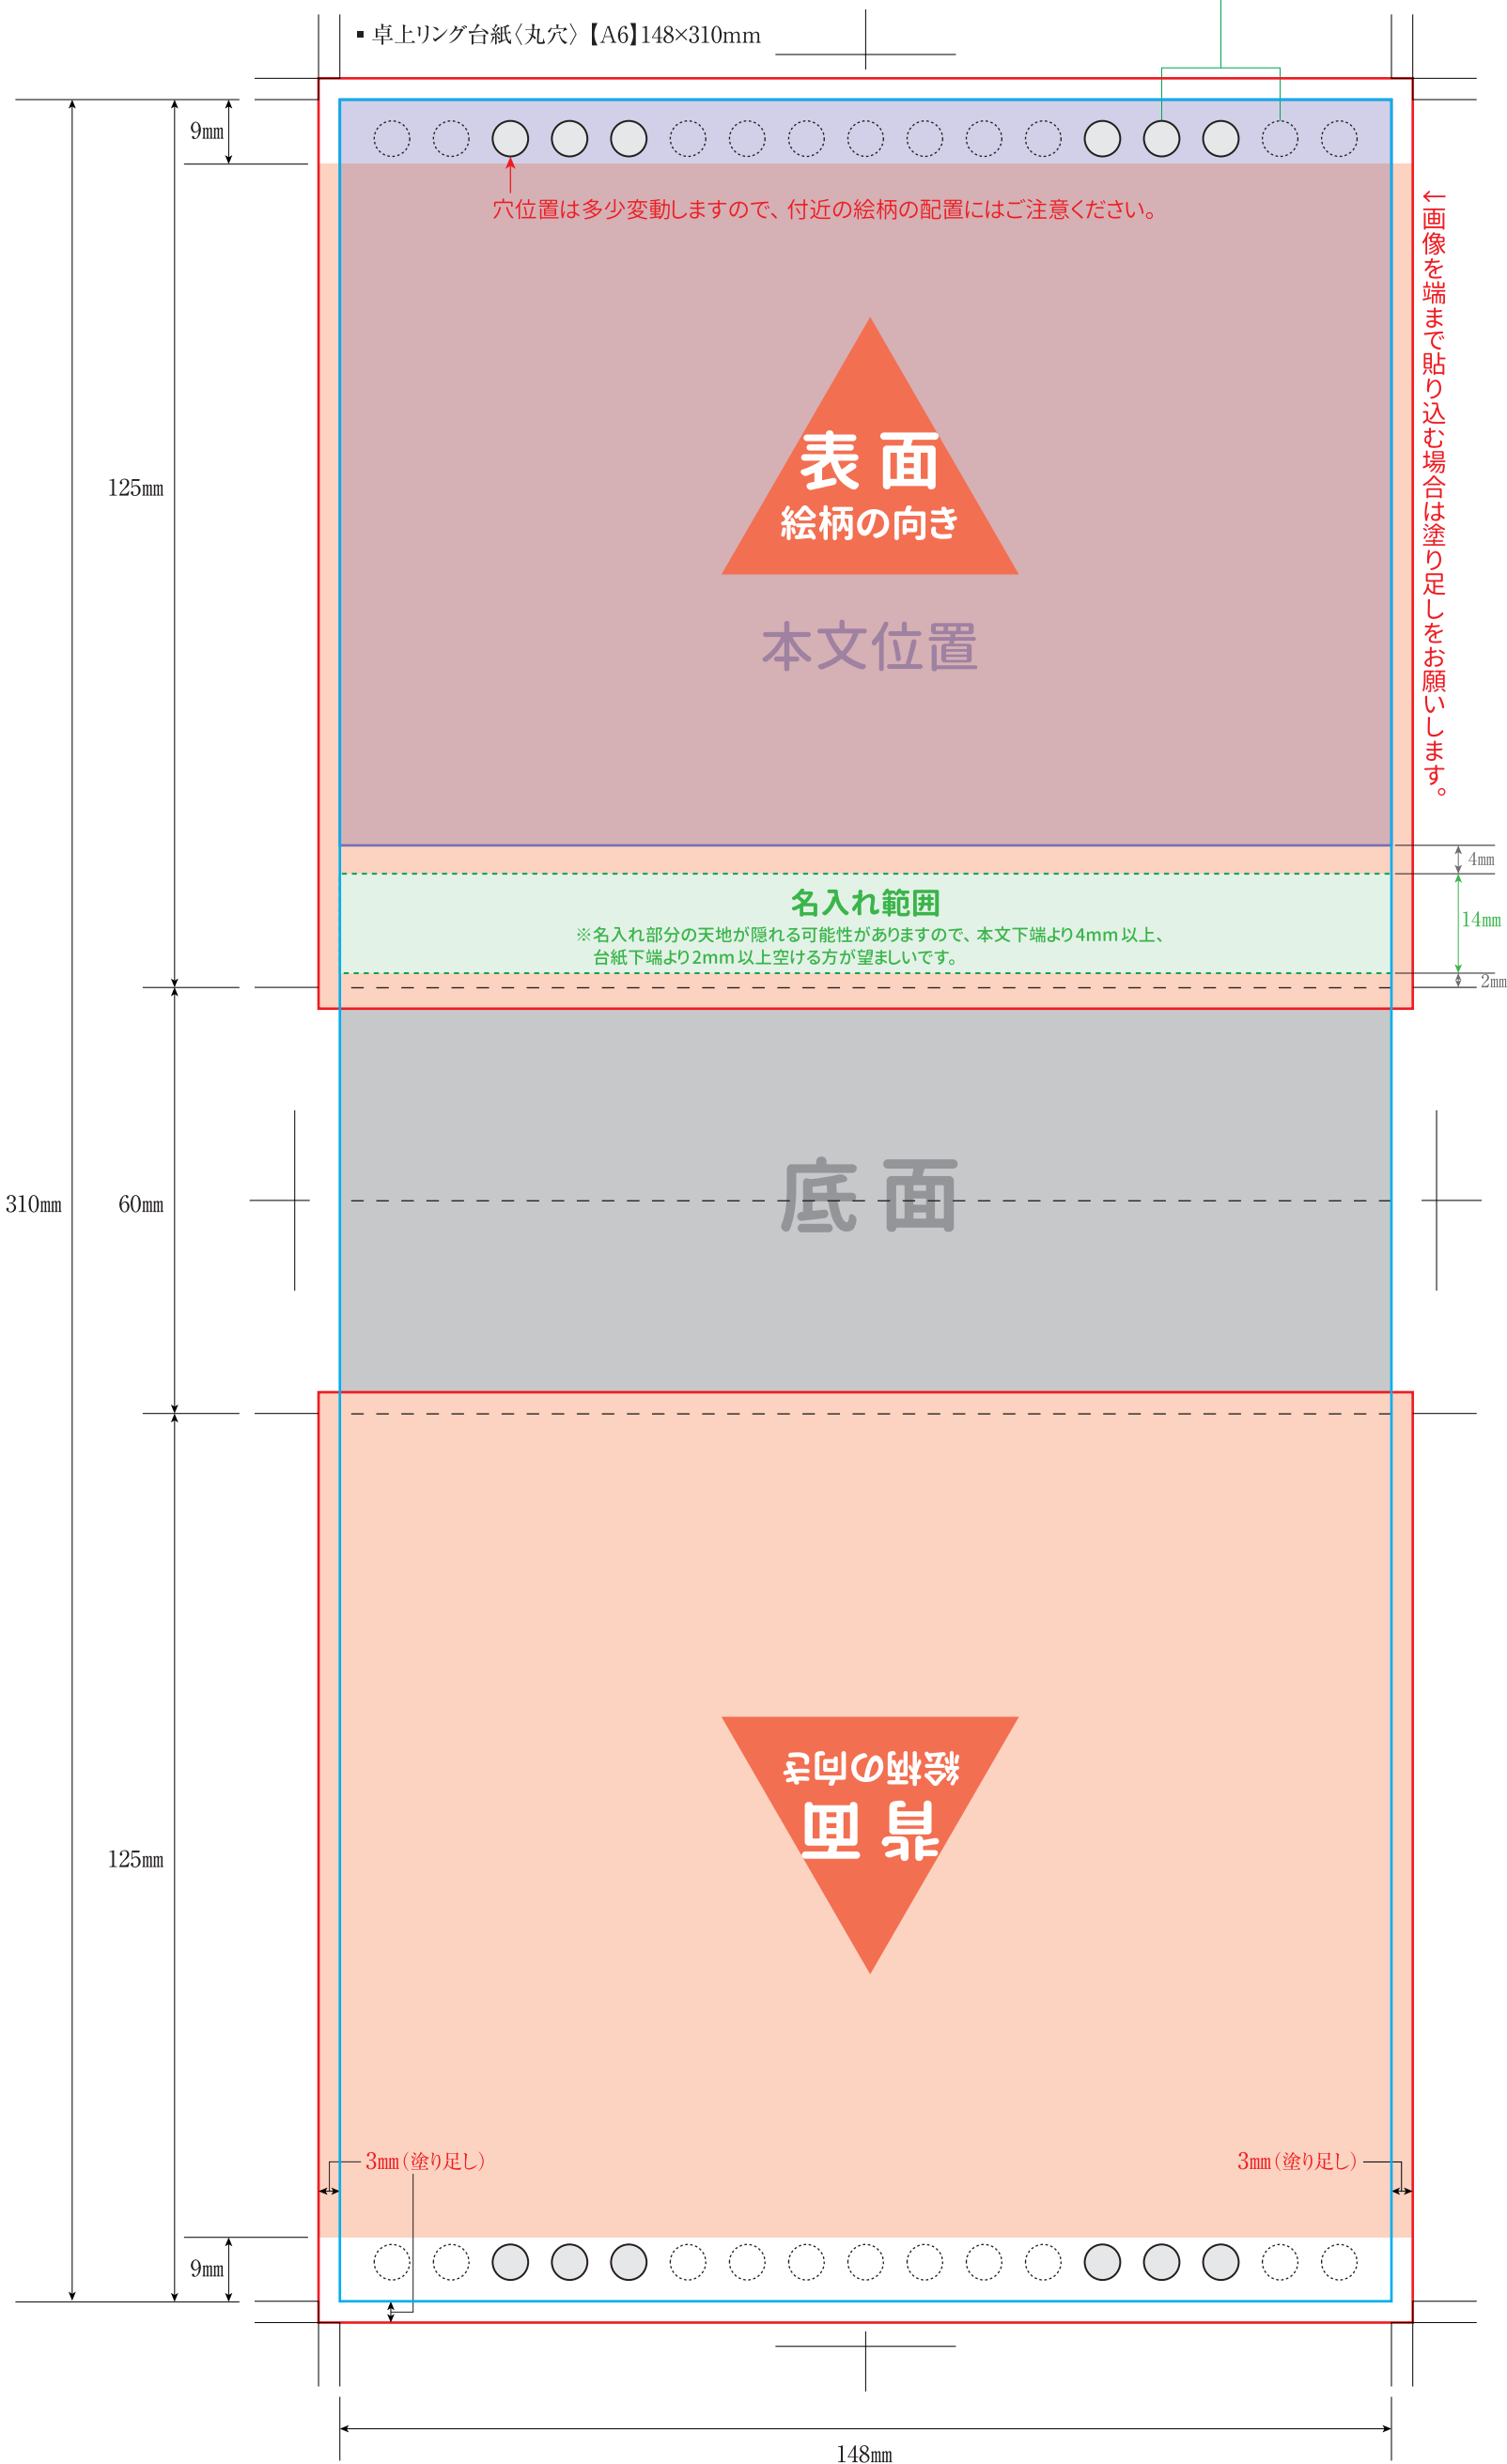 ▪ 卓上リング台紙〈丸穴〉【A6】148×310mm
9mm
穴位置は多少変動しますので、付近の絵柄の配置にはご注意ください。
←画像を端まで貼り込む場合は塗り足しをお願いします。
125mm
表面
絵柄の向き
本文位置
4mm
名入れ範囲
14mm
※名入れ部分の天地が隠れる可能性がありますので、本文下端より4mm以上、
台紙下端より2mm以上空ける方が望ましいです。
2mm
310mm
60mm
底面
絵柄の向き
背面
125mm
3mm（塗り足し）
3mm（塗り足し）
9mm
148mm